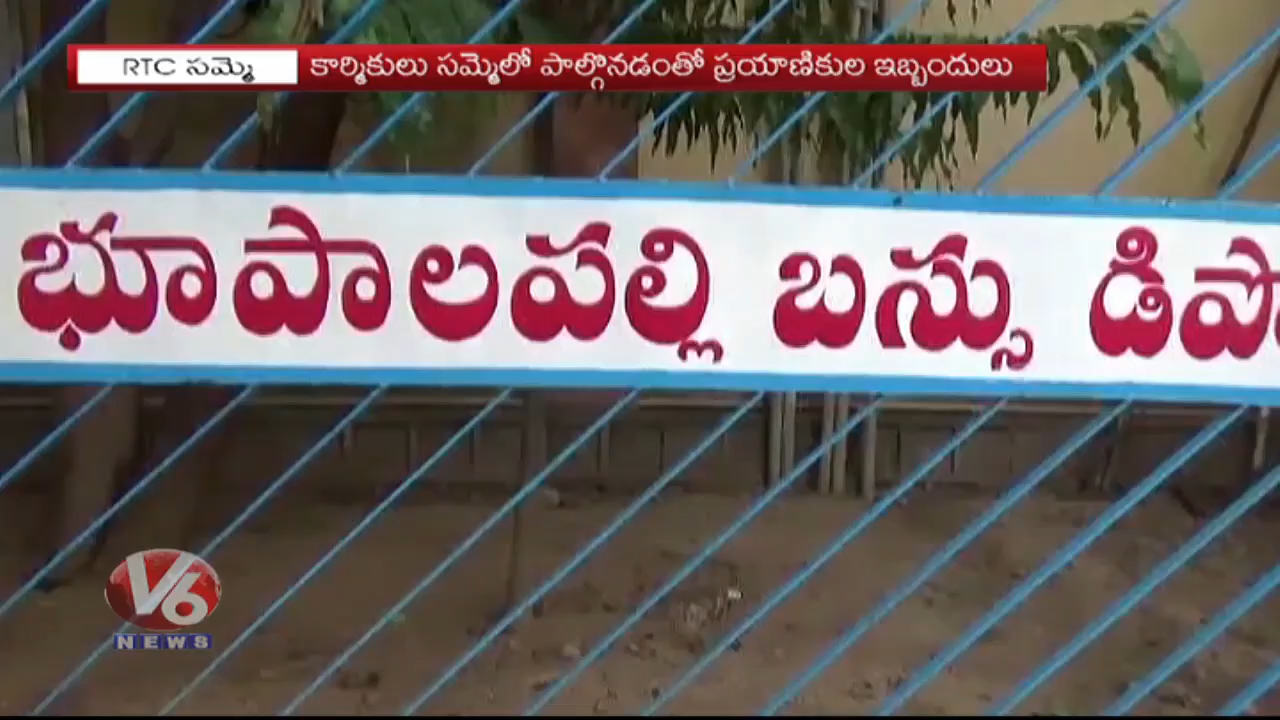 RTC సమ్మె కార్మికులు సమ్మెలో పాల్గొనడంతో ప్రయాణికుల ఇబ్బందులు
భూపాలపల్లి బస్సు డిపో
V6
NEWS